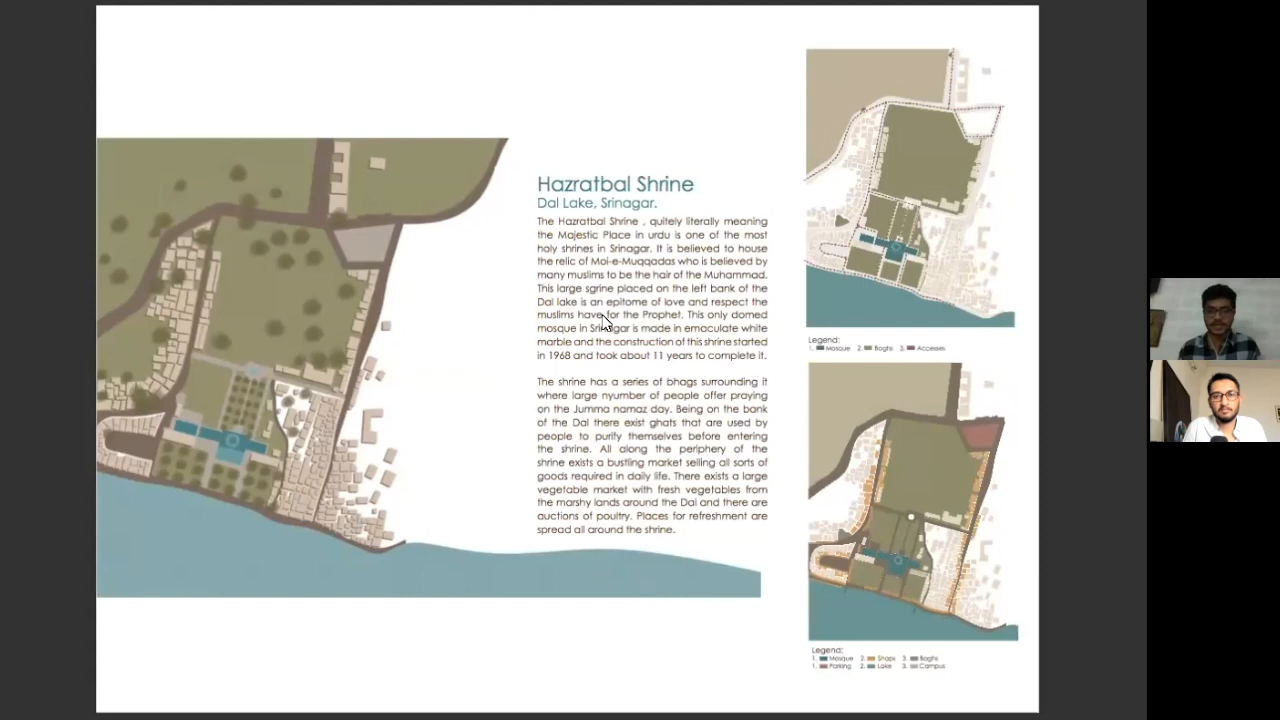 Hazratbal Shrine
Dal Lake, Srinagar.
The Hazratbal Shrine , quitely literally meaning
the Majestic Place in urdu is one of the most
holy shrines in Srinagar. It is believed to house
the relic of Moi-e-Muqqadas who is believed by
many muslims to be the hair of the Muhammad.
This large sgrine placed on the left bank of the
Dal lake is an epitome of love and respect the
muslims have for the Prophet. This only domed
mosque in Srinagar is made in emaculate white
marble and the construction of this shrine started
in 1968 and took about 11 years to complete it.
The shrine has a series of bhags surrounding it
where large nyumber of people offer praying
on the Jumma namaz day. Being on the bank
of the Dal there exist ghats that are used by
people to purify themselves before entering
the shrine. All along the periphery of the
shrine exists a bustling market selling all sorts of
goods required in daily life. There exists a large
vegetable market with fresh vegetables from
the marshy lands around the Dal and there are
auctions of poultry. Places for refreshment are
spread all around the shrine.
Legend:
1. Mosque 2. Baghs 3. Accesses
Legend:
1. Mosque 2. Shops 3. Baghs
1. Parking 2. Lake 3. Campus